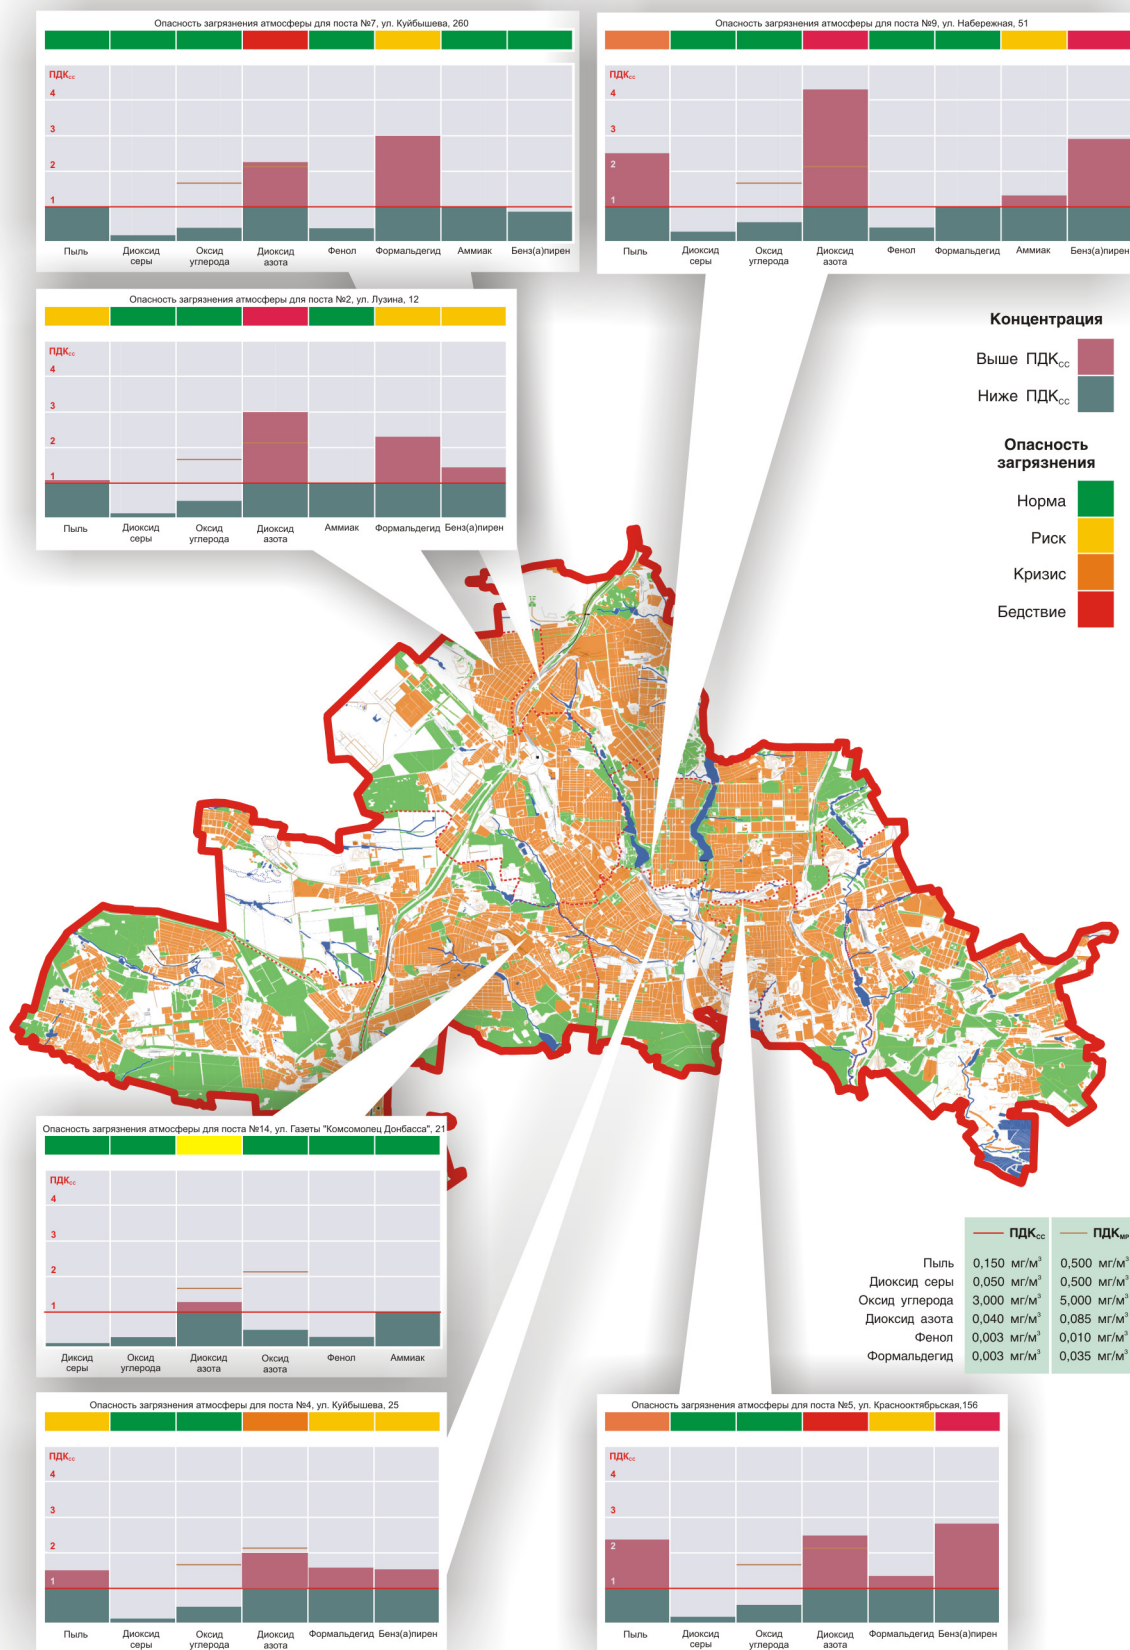 Опасность загрязнения атмосферы для поста №7, ул. Куйбышева, 260
ПДКсс
4
3
2
1
Пыль
Диоксид
серы
Оксид
углерода
Диоксид
азота
Фенол
Формальдегид
Аммиак
Бенз(а)пирен
Опасность загрязнения атмосферы для поста №9, ул. Набережная, 51
ПДКсс
4
3
2
1
Пыль
Диоксид
серы
Оксид
углерода
Диоксид
азота
Фенол
Формальдегид
Аммиак
Бенз(а)пирен
Опасность загрязнения атмосферы для поста №2, ул. Лузина, 12
ПДКсс
4
3
2
1
Пыль
Диоксид
серы
Оксид
углерода
Диоксид
азота
Аммиак
Формальдегид
Бенз(а)пирен
Концентрация
Выше ПДКсс
Ниже ПДКсс
Опасность
загрязнения
Норма
Риск
Кризис
Бедствие
Опасность загрязнения атмосферы для поста №14, ул. Газеты "Комсомолец Донбасса", 21
ПДКсс
4
3
2
1
Диксид
серы
Оксид
углерода
Диоксид
азота
Оксид
азота
Фенол
Аммиак
ПДКсс ПДКмр
Пыль 0,150 мг/м³ 0,500 мг/м³
Диоксид серы 0,050 мг/м³ 0,500 мг/м³
Оксид углерода 3,000 мг/м³ 5,000 мг/м³
Диоксид азота 0,040 мг/м³ 0,085 мг/м³
Фенол 0,003 мг/м³ 0,010 мг/м³
Формальдегид 0,003 мг/м³ 0,035 мг/м³
Опасность загрязнения атмосферы для поста №4, ул. Куйбышева, 25
ПДКсс
4
3
2
1
Пыль
Диоксид
серы
Оксид
углерода
Диоксид
азота
Формальдегид
Бенз(а)пирен
Опасность загрязнения атмосферы для поста №5, ул. Краснооктябрьская,156
ПДКсс
4
3
2
1
Пыль
Диоксид
серы
Оксид
углерода
Диоксид
азота
Формальдегид
Бенз(а)пирен